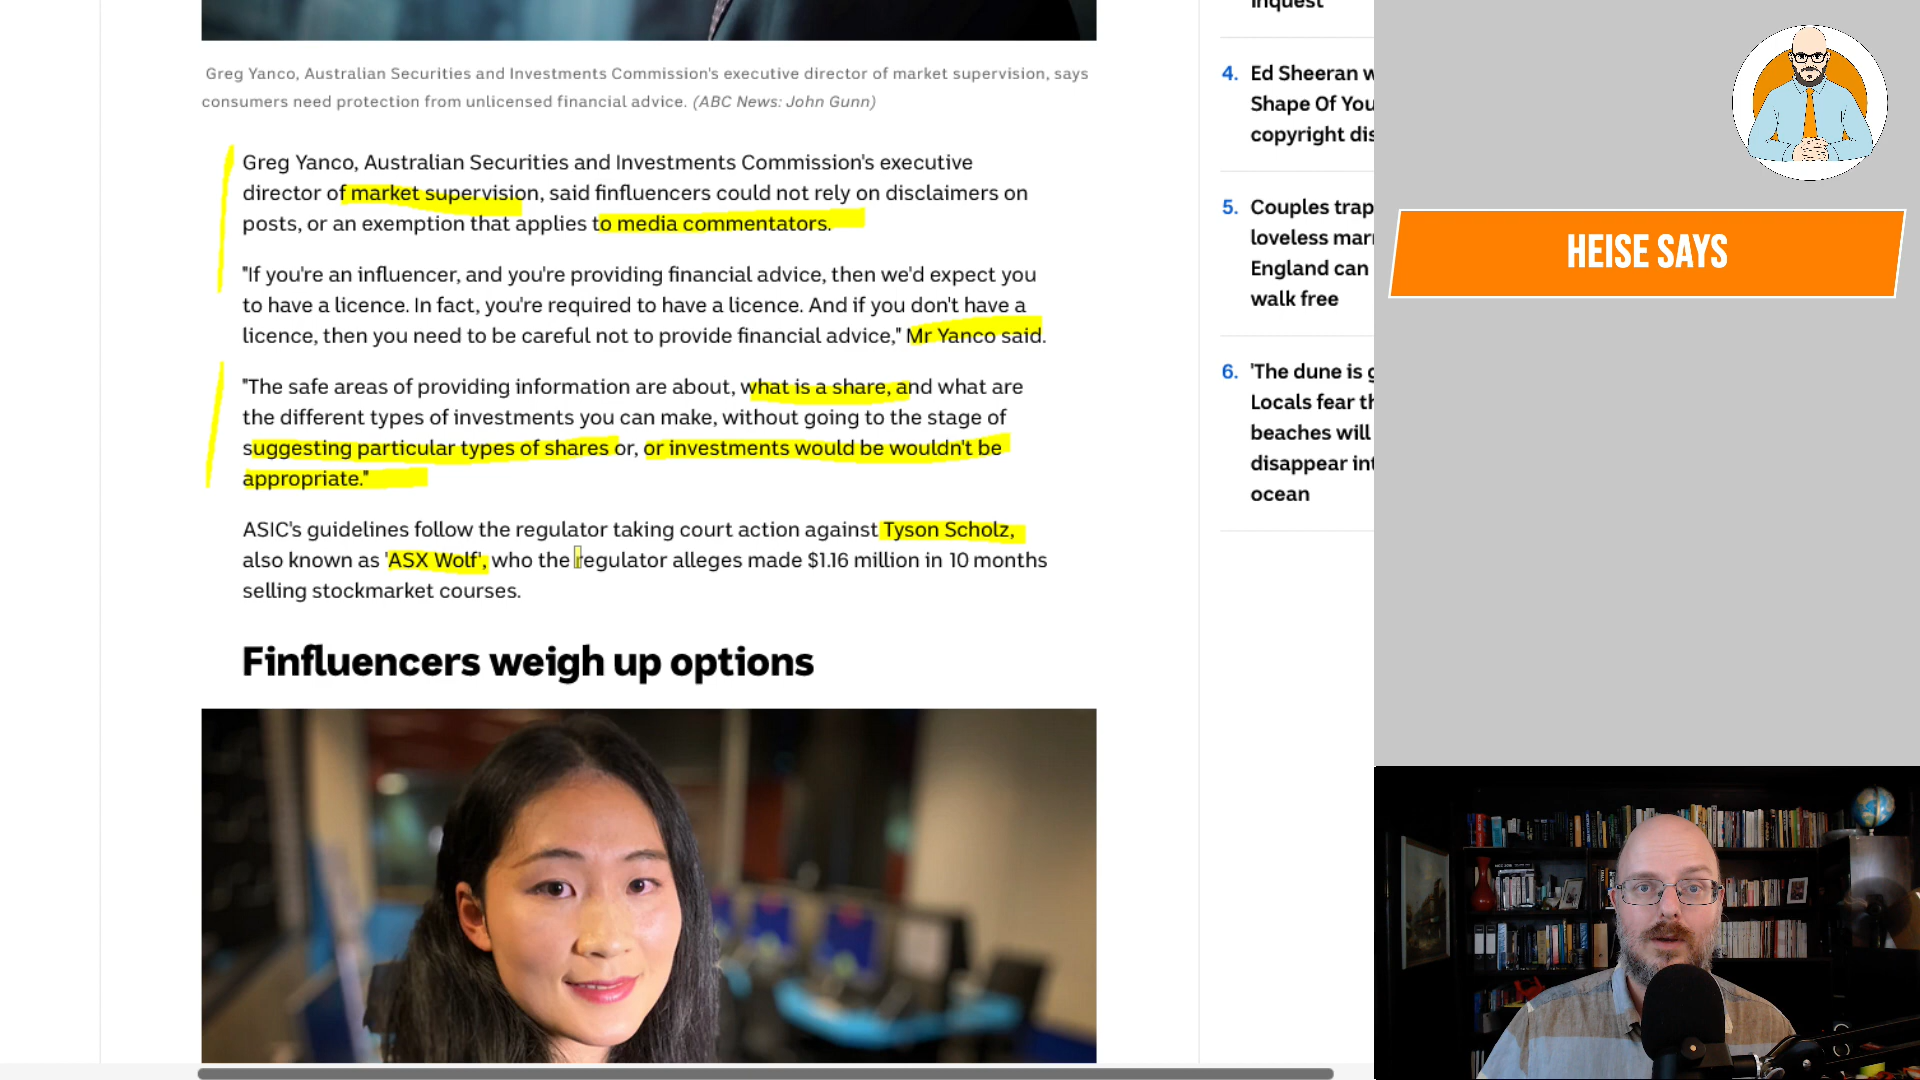 Greg Yanco, Australian Securities and Investments Commission's executive director of market supervision, says
consumers need protection from unlicensed financial advice. (ABC News: John Gunn)
Greg Yanco, Australian Securities and Investments Commission's executive
director of market supervision, said finfluencers could not rely on disclaimers on
posts, or an exemption that applies to media commentators.
"If you're an influencer, and you're providing financial advice, then we'd expect you
to have a licence. In fact, you're required to have a licence. And if you don't have a
licence, then you need to be careful not to provide financial advice," Mr Yanco said.
"The safe areas of providing information are about, what is a share, and what are
the different types of investments you can make, without going to the stage of
suggesting particular types of shares or, or investments would be wouldn't be
appropriate."
ASIC's guidelines follow the regulator taking court action against Tyson Scholz,
also known as 'ASX Wolf', who the regulator alleges made $1.16 million in 10 months
selling stockmarket courses.
Finfluencers weigh up options
inquest
4. Ed Sheeran w
Shape Of You
copyright dis
5. Couples trap
loveless mar
England can
walk free
6. 'The dune is g
Locals fear th
beaches will
disappear int
ocean
HEISE SAYS